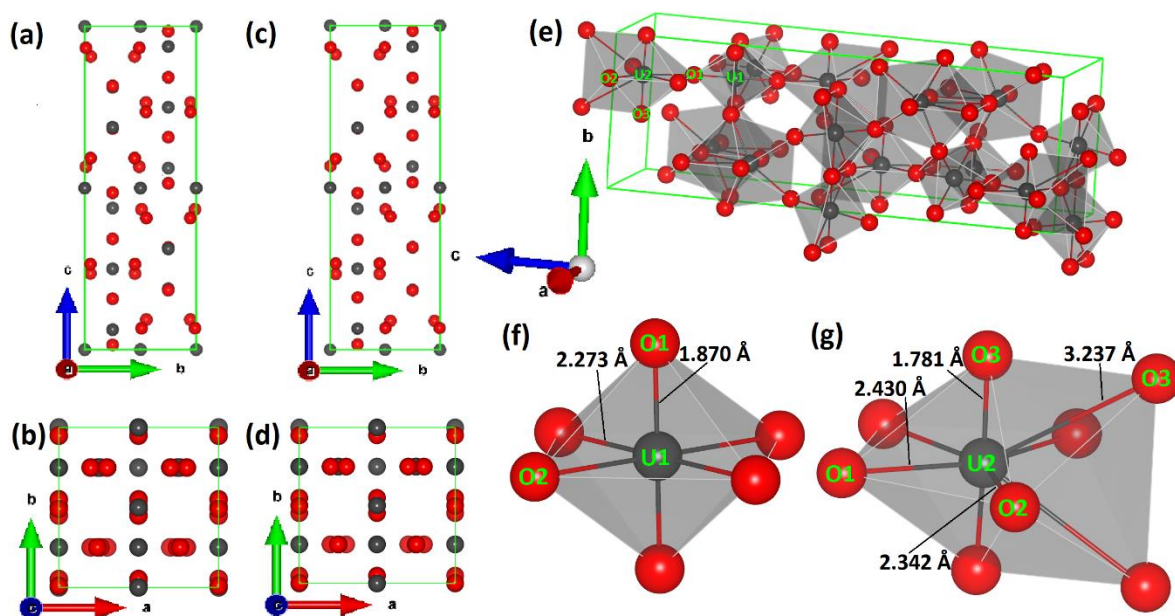 (a)
c
a
b
(c)
c
a
b
(e)
O2
U2
O1
U1
O3
b
c
a
(b)
b
c
a
(d)
b
c
a
(f)
O1
2.273 Å
1.870 Å
U1
O2
(g)
O3
1.781 Å
3.237 Å
O3
2.430 Å
U2
O1
O2
2.342 Å